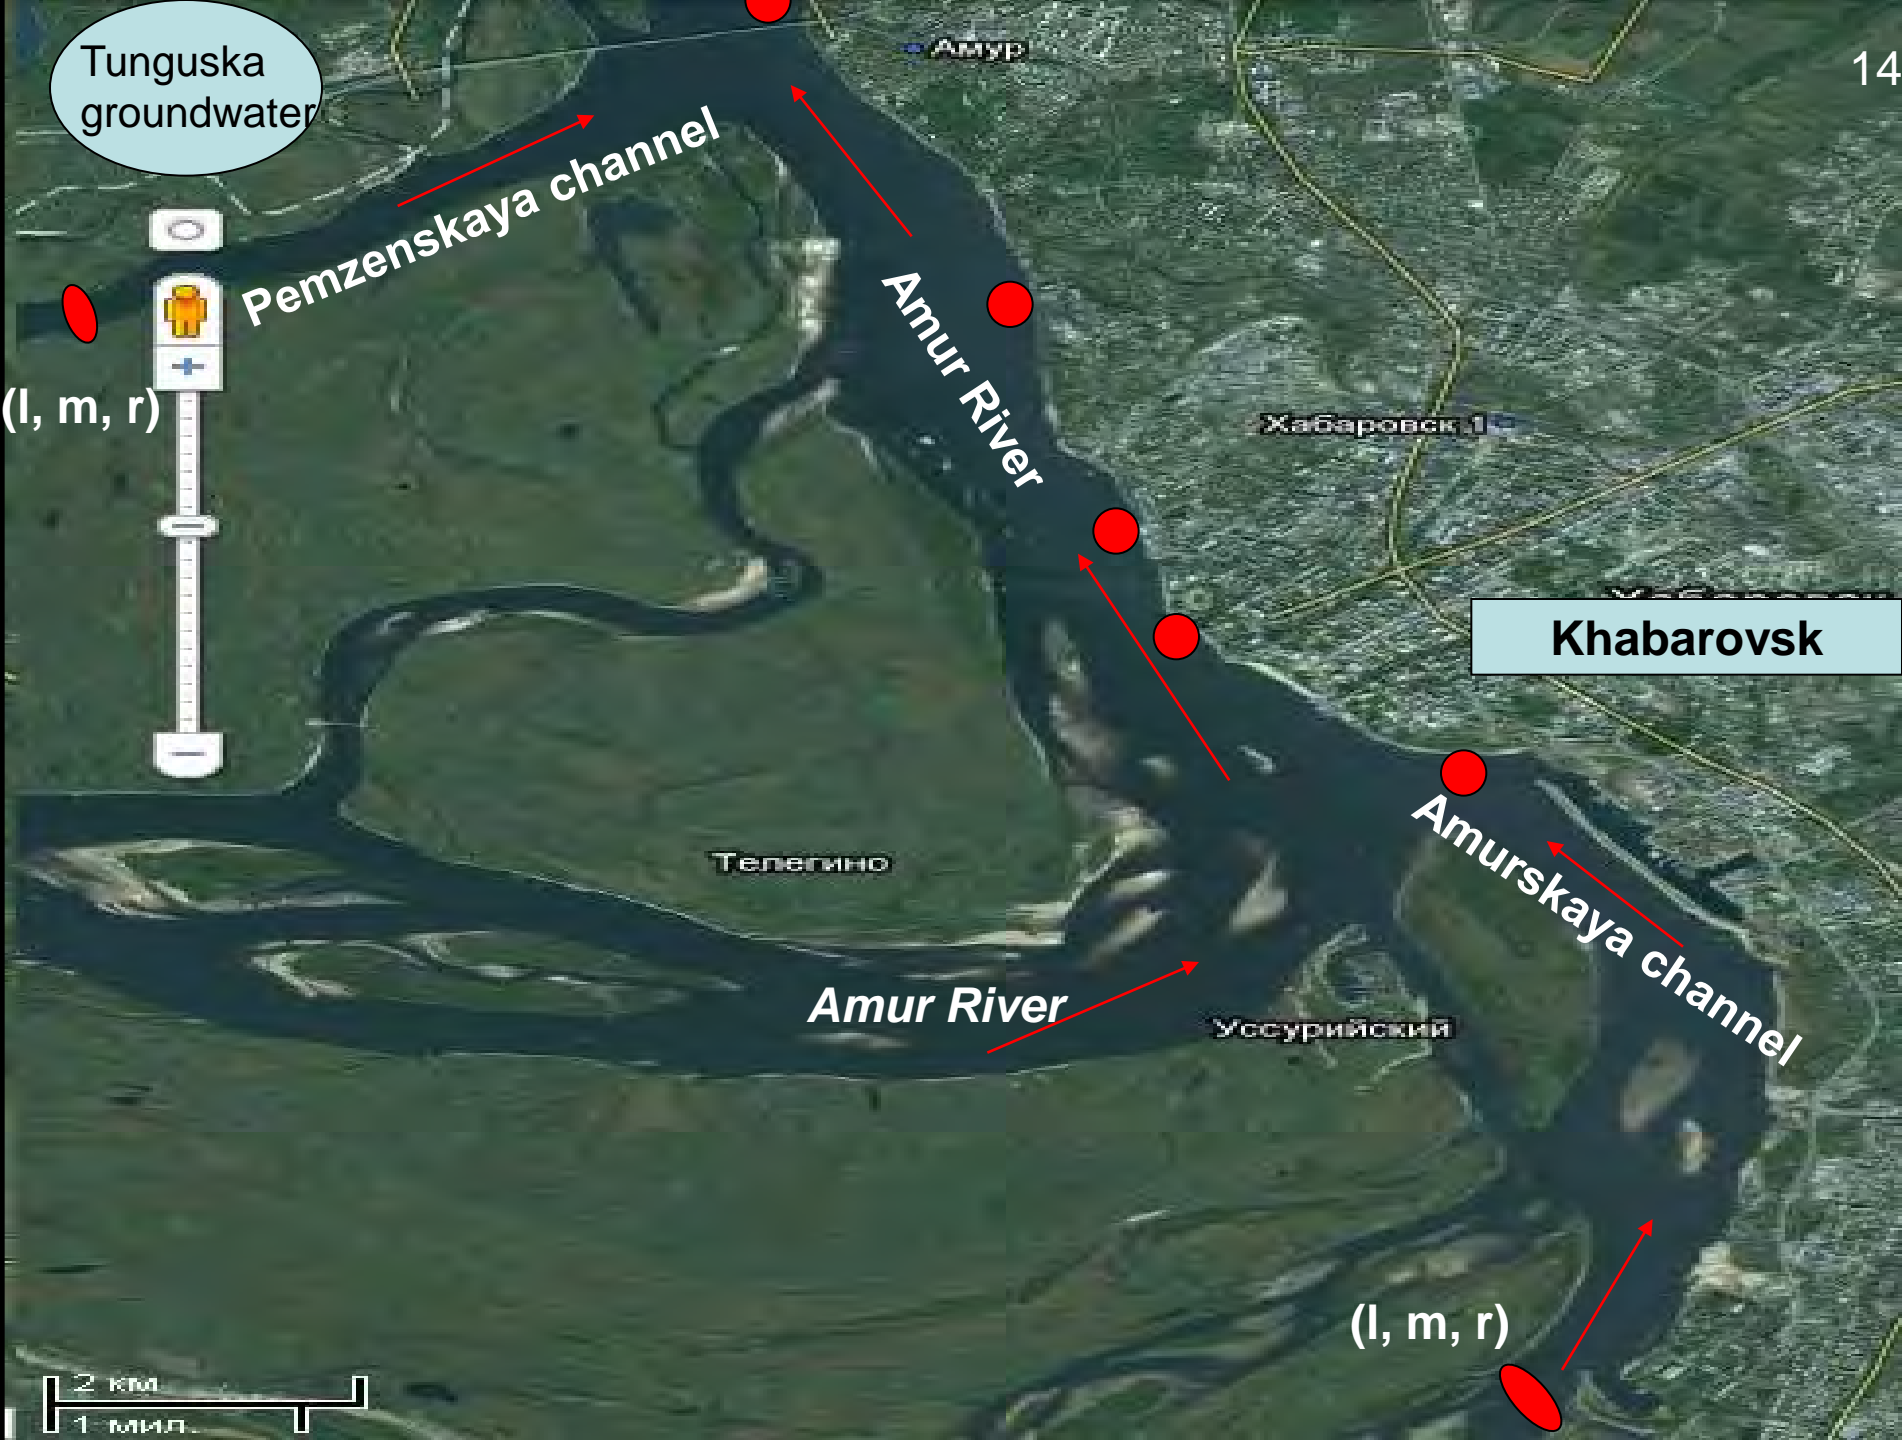 Tunguska
groundwater
Амур
14
Pemzenskaya channel
Amur River
(l, m, r)
Хабаровск 1
Khabarovsk
Amurskaya channel
Телегино
Amur River
Уссурийский
(l, m, r)
2 км
1 мил.